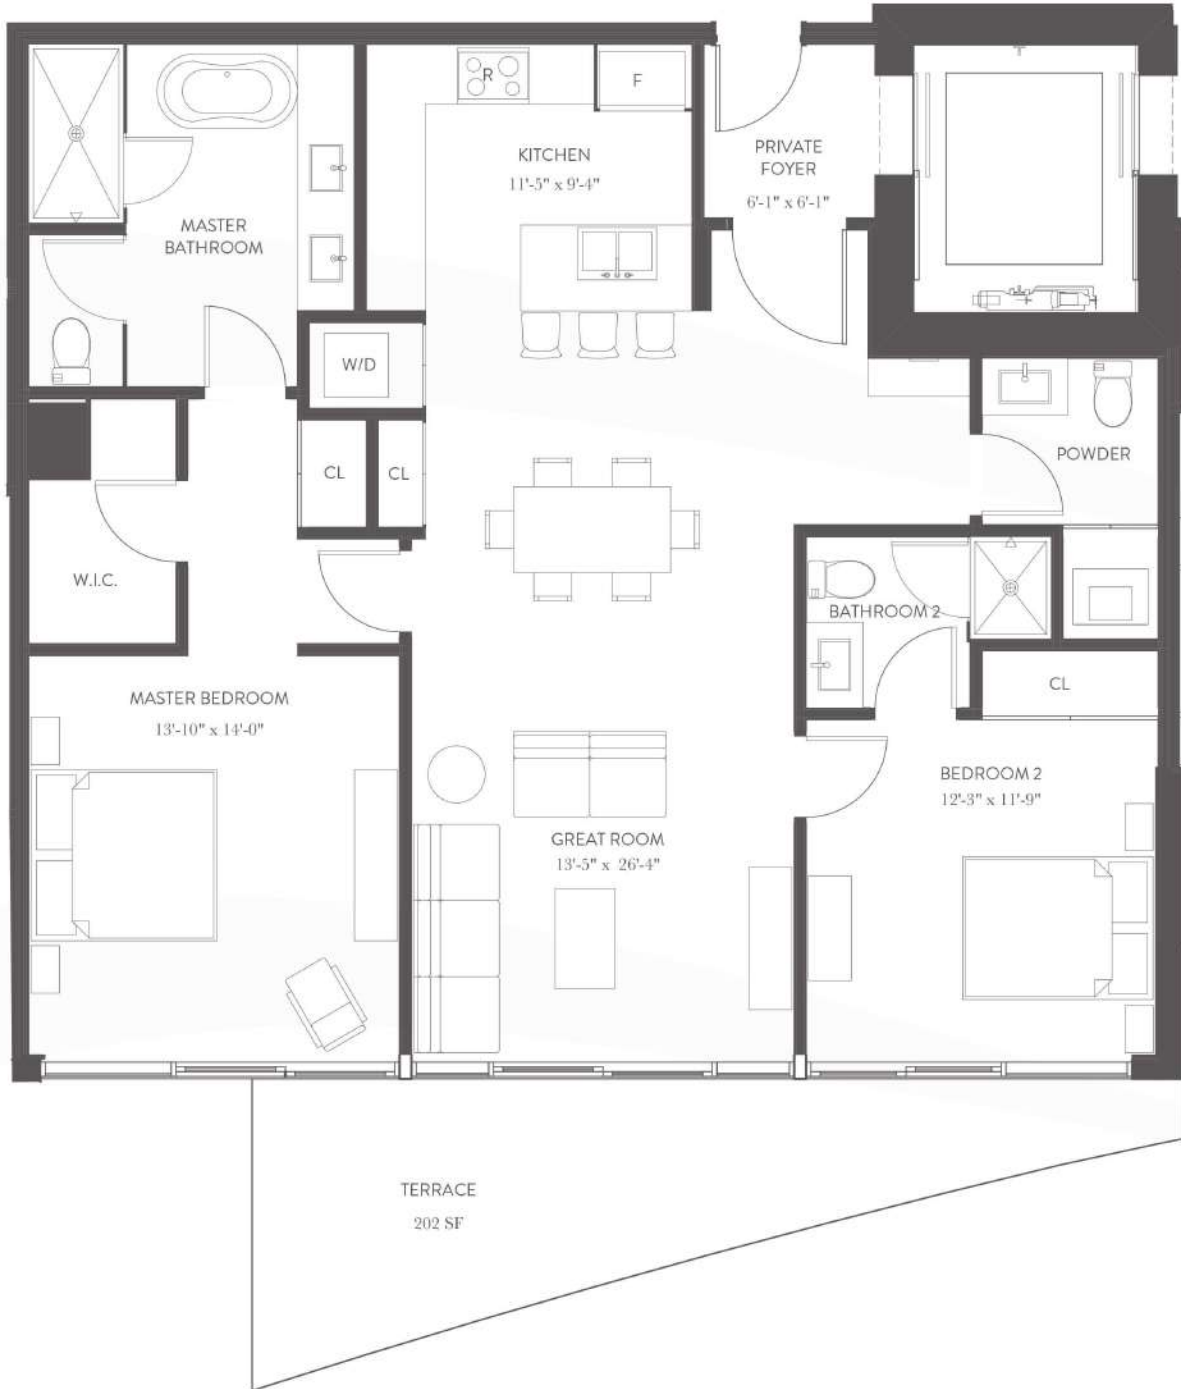 R
F
KITCHEN
11'-5" x 9'-4"
PRIVATE
FOYER
6'-1" x 6'-1"
MASTER
BATHROOM
W/D
CL
CL
POWDER
W.I.C.
BATHROOM 2
CL
MASTER BEDROOM
13'-10" x 14'-0"
BEDROOM 2
12'-3" x 11'-9"
GREAT ROOM
13'-5" x 26'-4"
TERRACE
202 SF